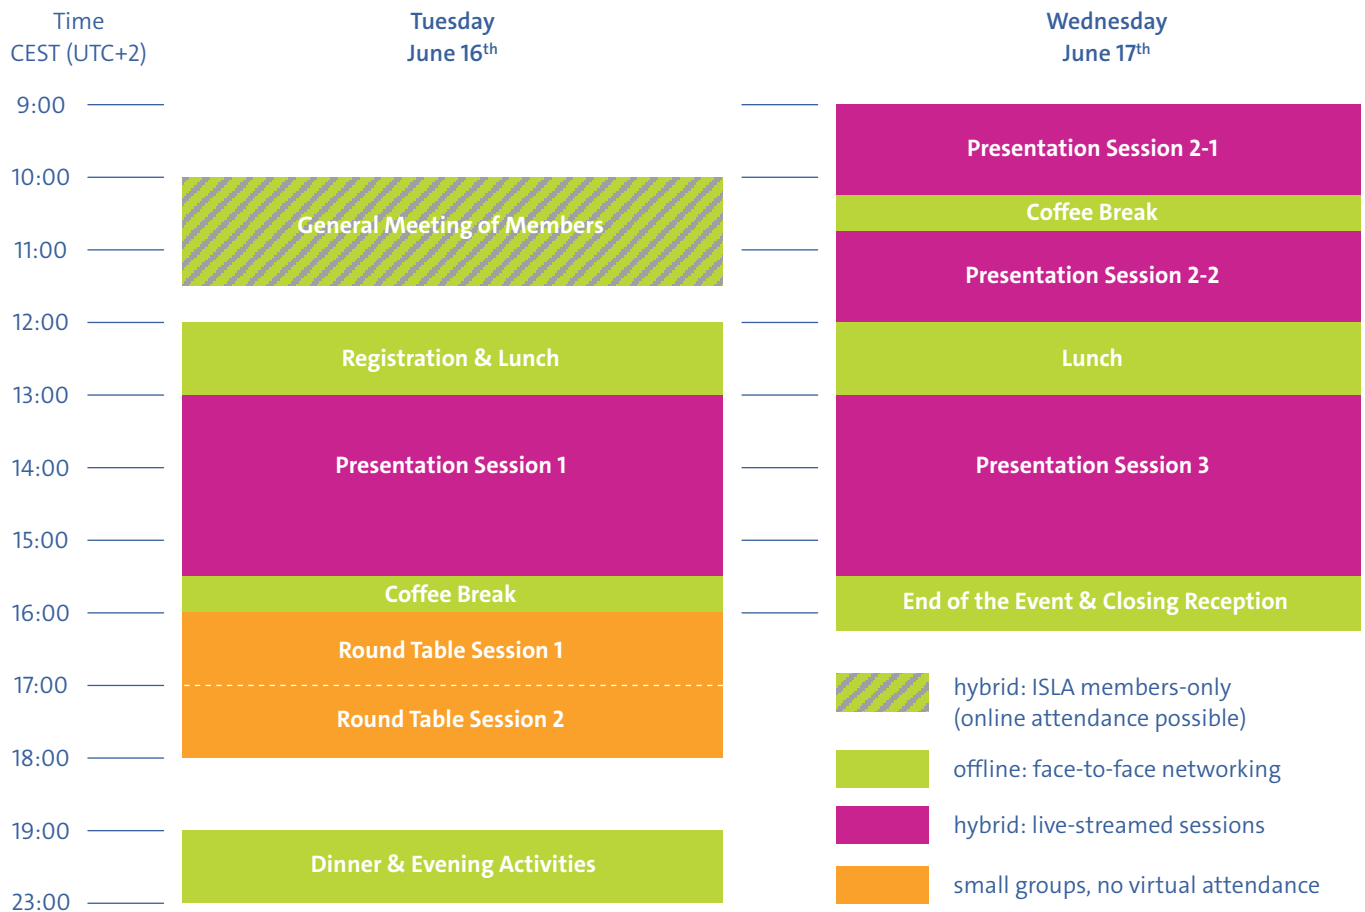 Time
CEST (UTC+2)
Tuesday
June 16th
Wednesday
June 17th
9:00
10:00
11:00
12:00
13:00
14:00
15:00
16:00
17:00
18:00
19:00
23:00
General Meeting of Members
Registration & Lunch
Presentation Session 1
Coffee Break
Round Table Session 1
Round Table Session 2
Dinner & Evening Activities
Presentation Session 2-1
Coffee Break
Presentation Session 2-2
Lunch
Presentation Session 3
End of the Event & Closing Reception
hybrid: ISLA members-only
(online attendance possible)
offline: face-to-face networking
hybrid: live-streamed sessions
small groups, no virtual attendance